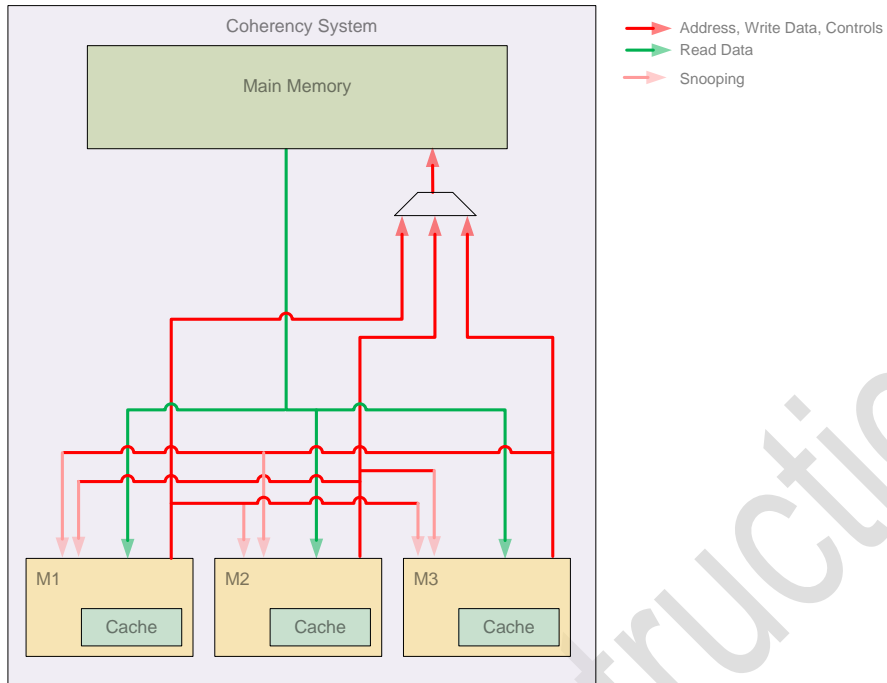 Coherency System
Main Memory
Address, Write Data, Controls
Read Data
Snooping
M1
Cache
M2
Cache
M3
Cache